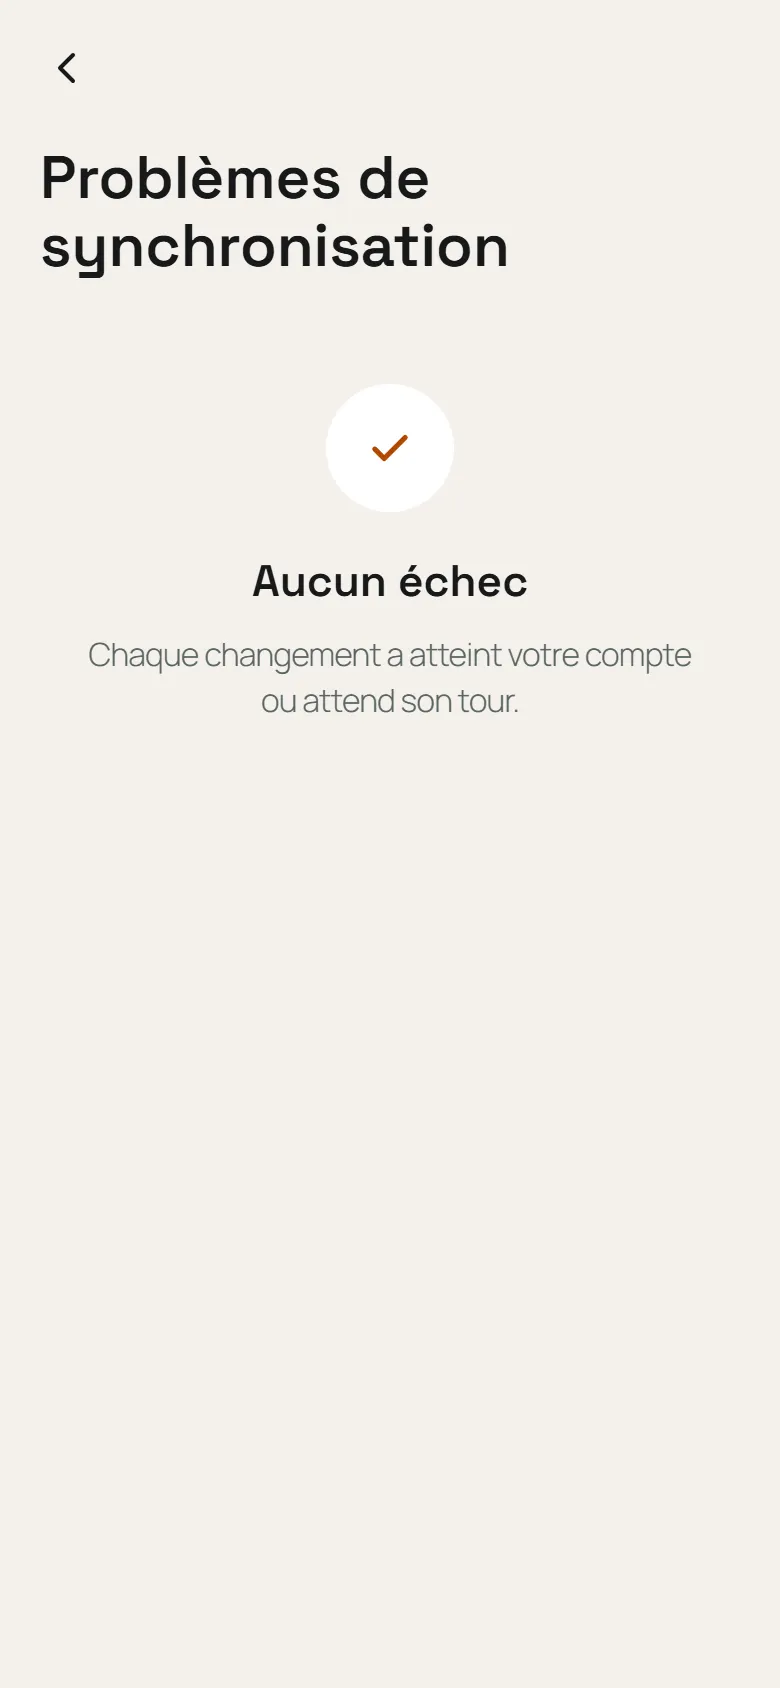 Problèmes de
synchronisation
Aucun échec
Chaque changement a atteint votre compte
ou attend son tour.